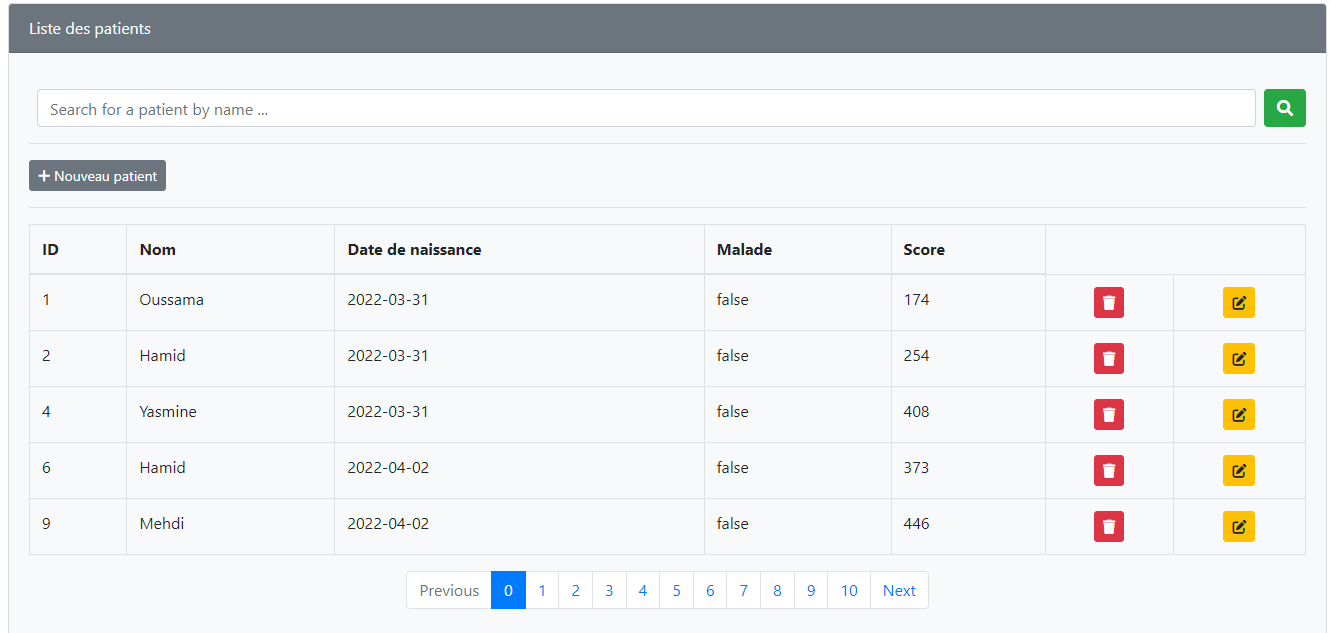 Liste des patients
Search for a patient by name ...
Nouveau patient
ID Nom Date de naissance Malade Score
1 Oussama 2022-03-31 false 174
2 Hamid 2022-03-31 false 254
4 Yasmine 2022-03-31 false 408
6 Hamid 2022-04-02 false 373
9 Mehdi 2022-04-02 false 446
Previous 0 1 2 3 4 5 6 7 8 9 10 Next